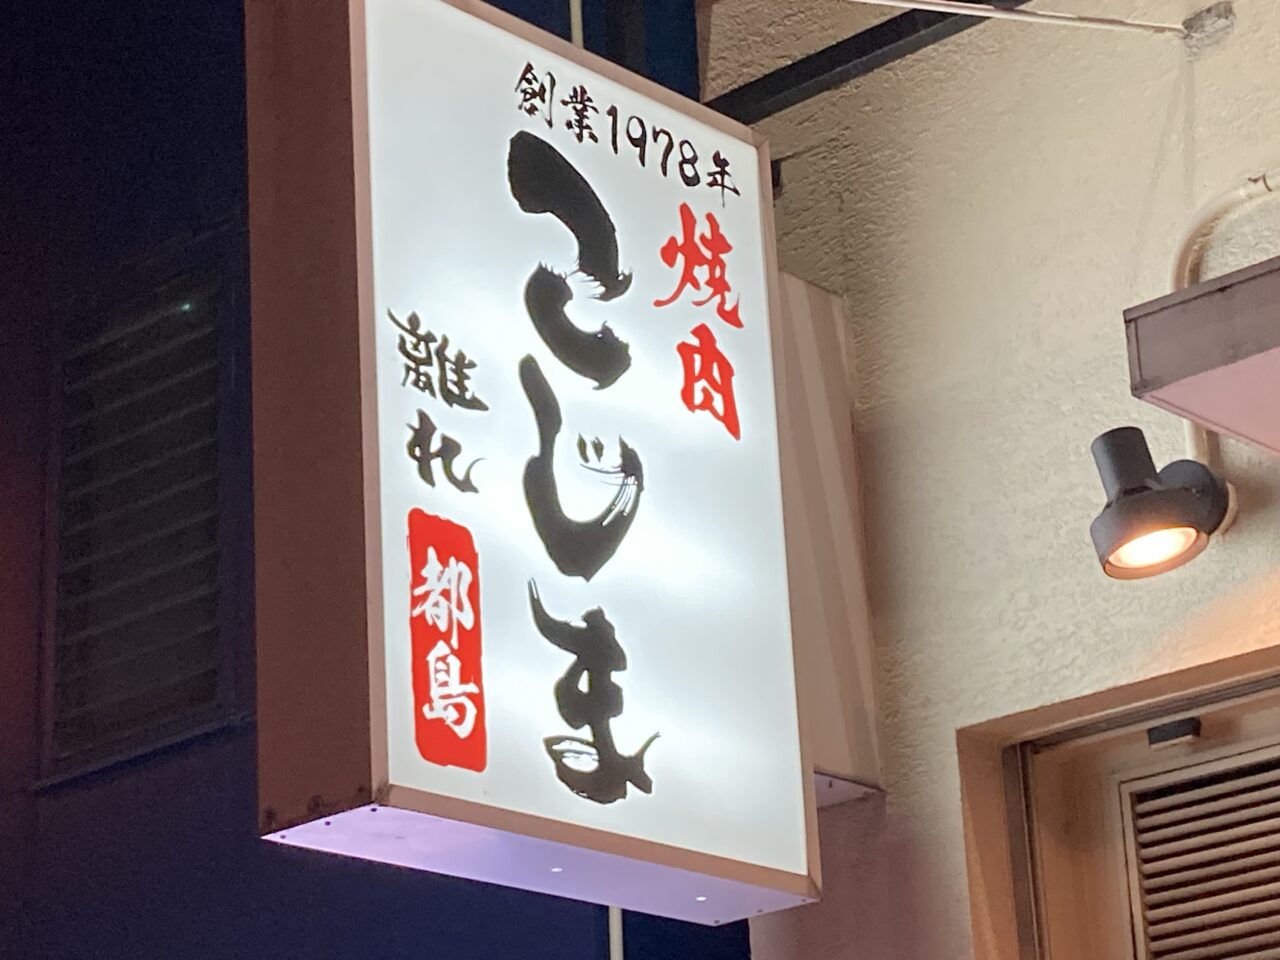 創業1978年
焼肉
こじま
離れ
都島